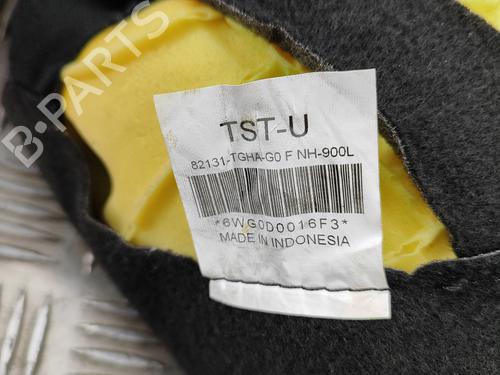 B-PARTS
TST-U
82131-TGHA-G0 F NH-900L
*6WG0D0016F3*
MADE IN INDONESIA